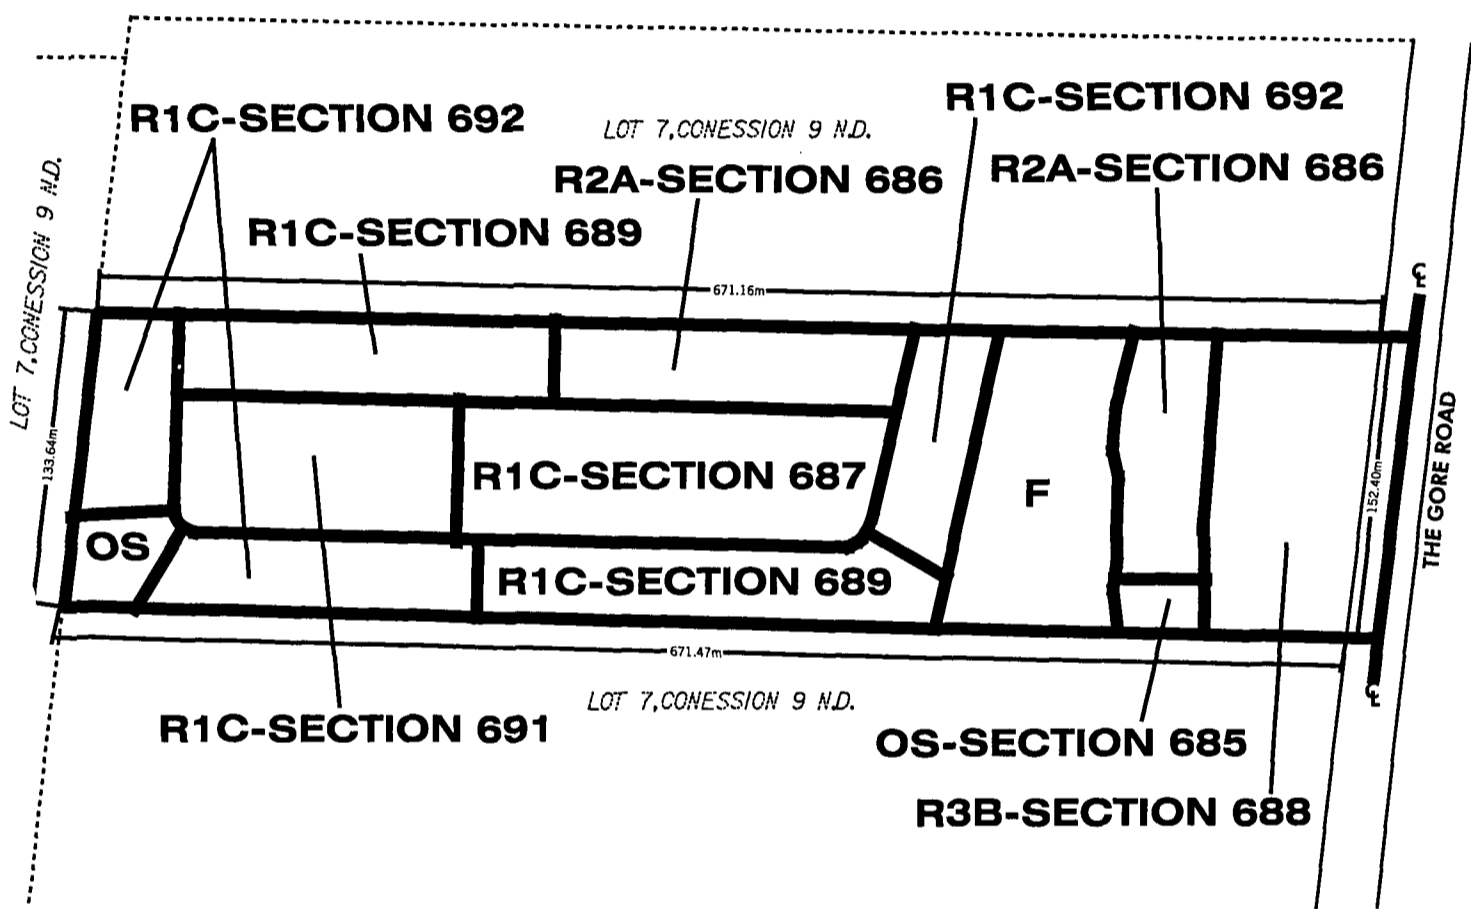 R1C-SECTION 692
R1C-SECTION 692
LOT 7,CONESSION 9 N.D.
R2A-SECTION 686
R2A-SECTION 686
R1C-SECTION 689
LOT 7,CONESSION 9 N.D.
671.16m
133.64m
R1C-SECTION 687
F
152.40m
THE GORE ROAD
OS
R1C-SECTION 689
671.47m
LOT 7,CONESSION 9 N.D.
R1C-SECTION 691
OS-SECTION 685
R3B-SECTION 688